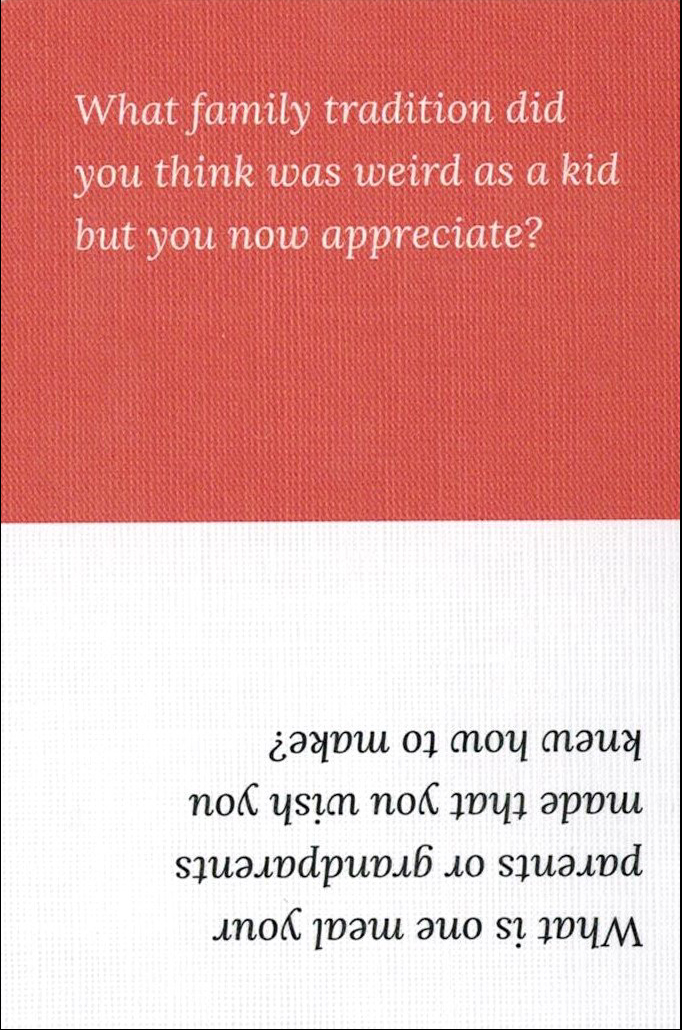 What family tradition did
you think was weird as a kid
but you now appreciate?
What is one meal your
parents or grandparents
made that you wish you
knew how to make?